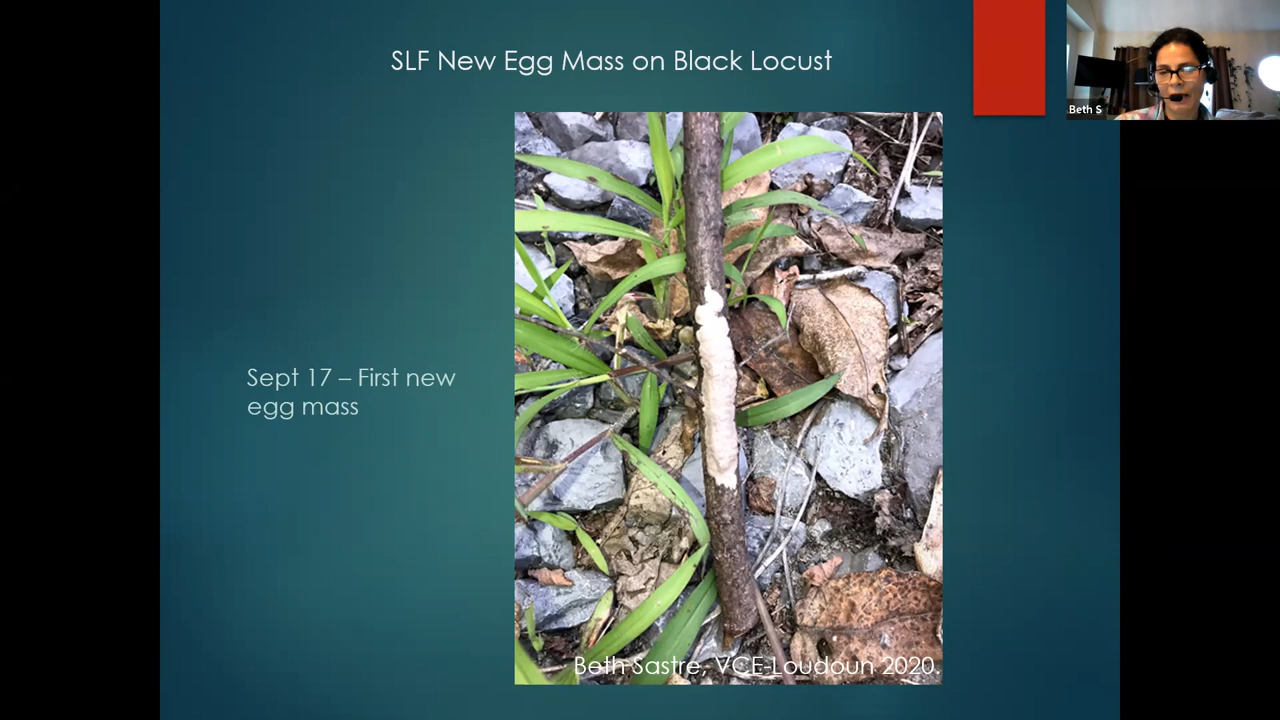 SLF New Egg Mass on Black Locust
Beth S
Sept 17 – First new
egg mass
Beth Sastre, VCE-Loudoun 2020.